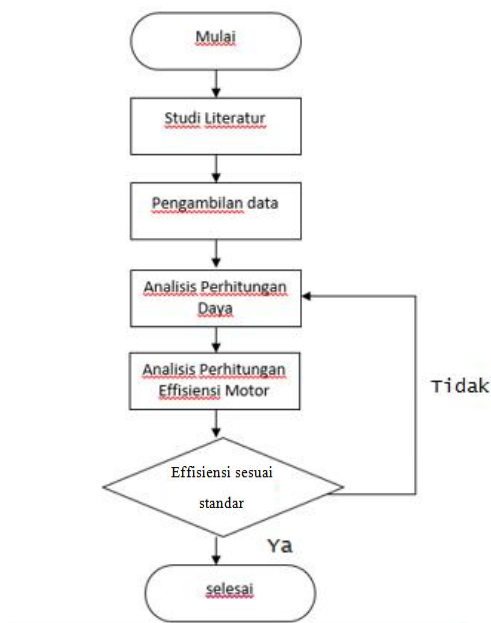 Mulai
Studi Literatur
Pengambilan data
Analisis Perhitungan
Daya
Analisis Perhitungan
Effisiensi Motor
Tidak
Effisiensi sesuai
standar
Ya
selesai